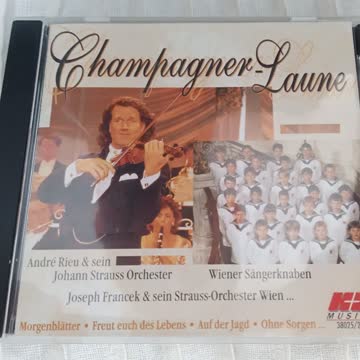 Champagner-Laune
André Rieu & sein
Johann Strauss Orchester
Wiener Sängerknaben
Joseph Francek & sein Strauss-Orchester Wien ...
MUSI
Morgenblätter • Freut euch des Lebens • Auf der Jagd • Ohne Sorgen ...